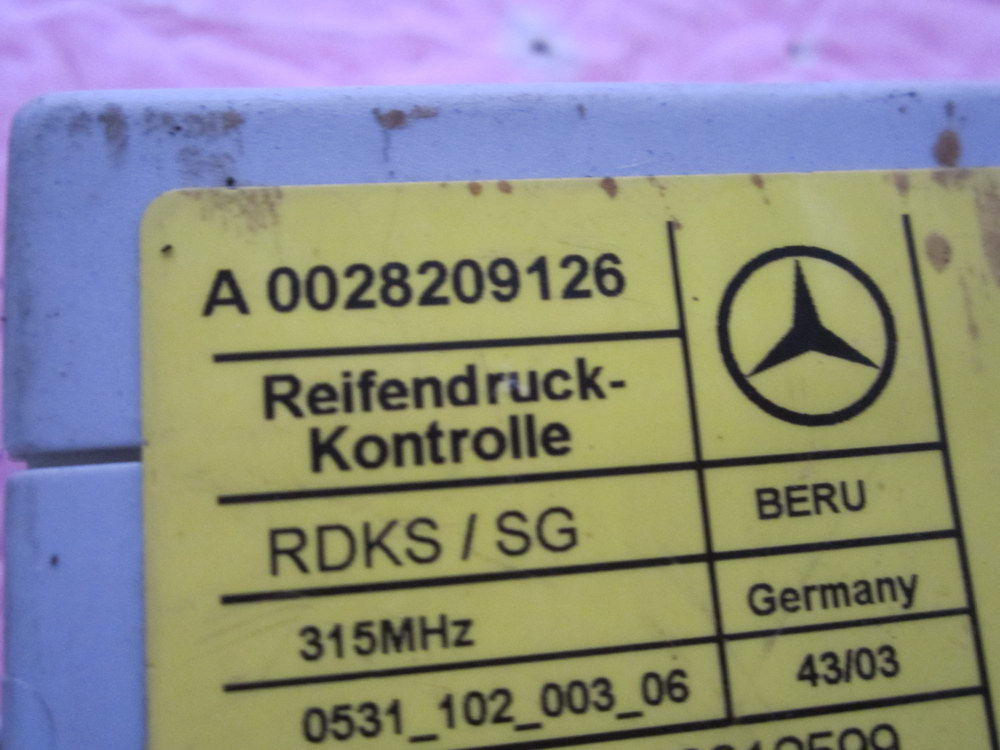 A 0028209126
Reifendruck-
Kontrolle
RDKS / SG
BERU
315MHz
Germany
0531_102_003_06
43/03